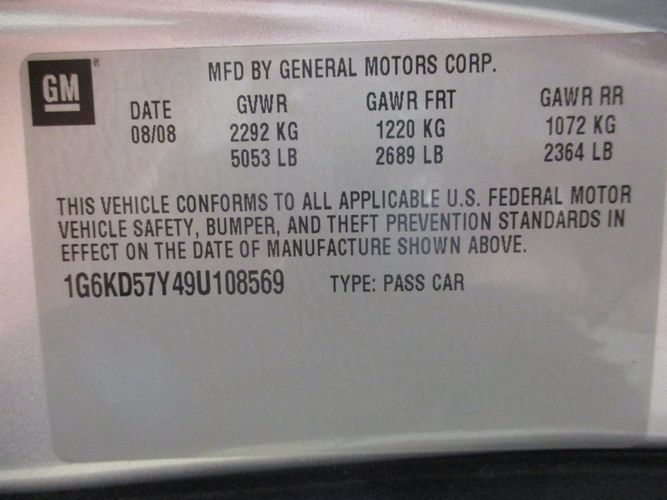 GM®
MFD BY GENERAL MOTORS CORP.
DATE GVWR GAWR FRT GAWR RR
08/08 2292 KG 1220 KG 1072 KG
5053 LB 2689 LB 2364 LB
THIS VEHICLE CONFORMS TO ALL APPLICABLE U.S. FEDERAL MOTOR
VEHICLE SAFETY, BUMPER, AND THEFT PREVENTION STANDARDS IN
EFFECT ON THE DATE OF MANUFACTURE SHOWN ABOVE.
1G6KD57Y49U108569 TYPE: PASS CAR